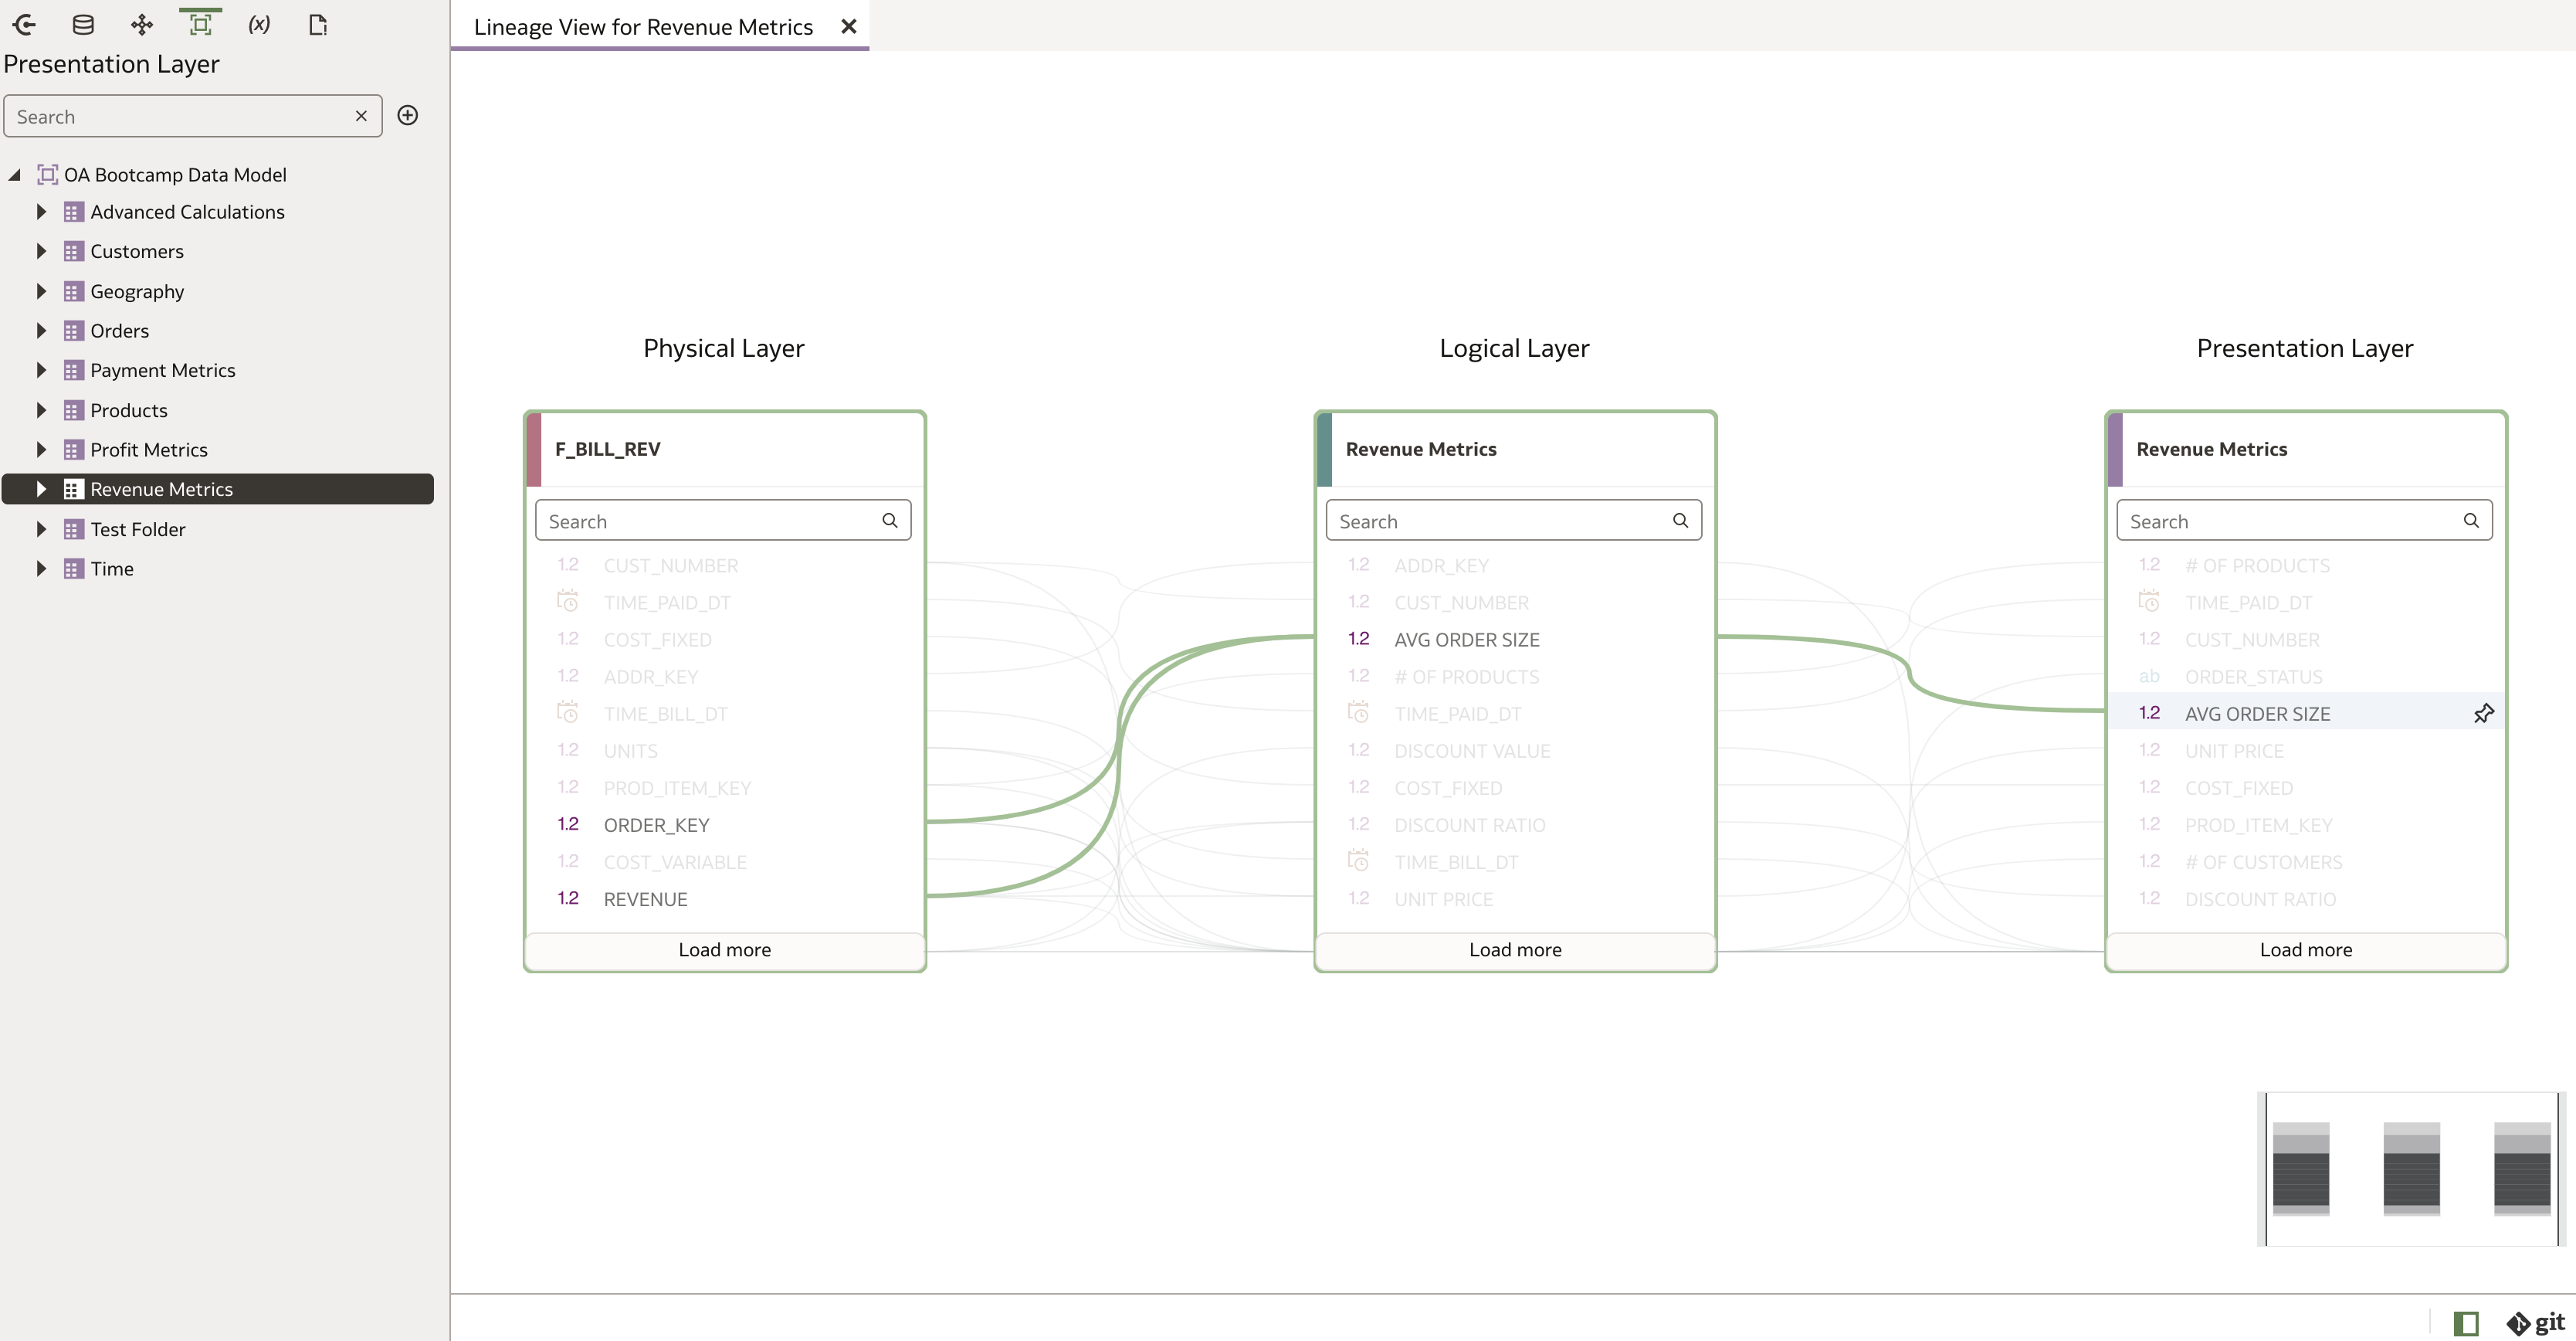 (x)
Presentation Layer
Search
OA Bootcamp Data Model
Advanced Calculations
Customers
Geography
Orders
Payment Metrics
Products
Profit Metrics
Revenue Metrics
Test Folder
Time
Lineage View for Revenue Metrics
Physical Layer
F_BILL_REV
Search
1.2 CUST_NUMBER
TIME_PAID_DT
1.2 COST_FIXED
1.2 ADDR_KEY
TIME_BILL_DT
1.2 UNITS
1.2 PROD_ITEM_KEY
1.2 ORDER_KEY
1.2 COST_VARIABLE
1.2 REVENUE
Load more
Logical Layer
Revenue Metrics
Search
1.2 ADDR_KEY
1.2 CUST_NUMBER
1.2 AVG ORDER SIZE
1.2 # OF PRODUCTS
TIME_PAID_DT
1.2 DISCOUNT VALUE
1.2 COST_FIXED
1.2 DISCOUNT RATIO
TIME_BILL_DT
1.2 UNIT PRICE
Load more
Presentation Layer
Revenue Metrics
Search
1.2 # OF PRODUCTS
TIME_PAID_DT
1.2 CUST_NUMBER
ab ORDER_STATUS
1.2 AVG ORDER SIZE
1.2 UNIT PRICE
1.2 COST_FIXED
1.2 PROD_ITEM_KEY
1.2 # OF CUSTOMERS
1.2 DISCOUNT RATIO
Load more
git